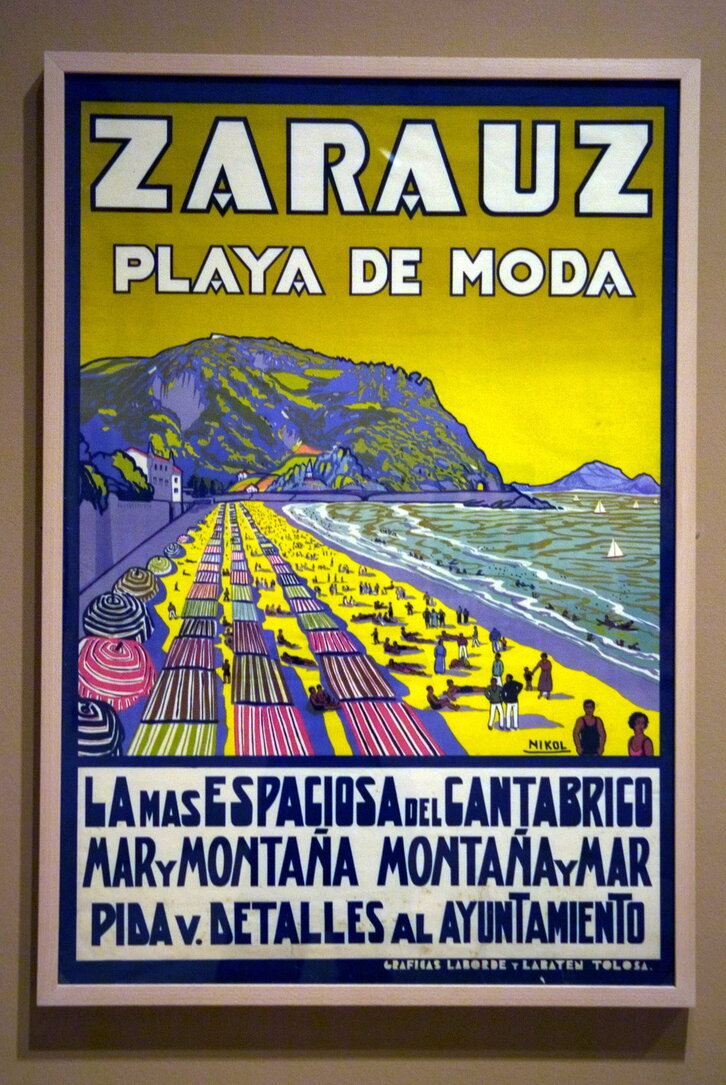 ZARAUZ
PLAYA DE MODA
NIKOL
LA MAS ESPACIOSA DEL CANTABRICO
MAR Y MONTAÑA MONTAÑA Y MAR
PIDA V. DETALLES AL AYUNTAMIENTO
GRAFICAS LABORDE Y LABAYEN TOLOSA.